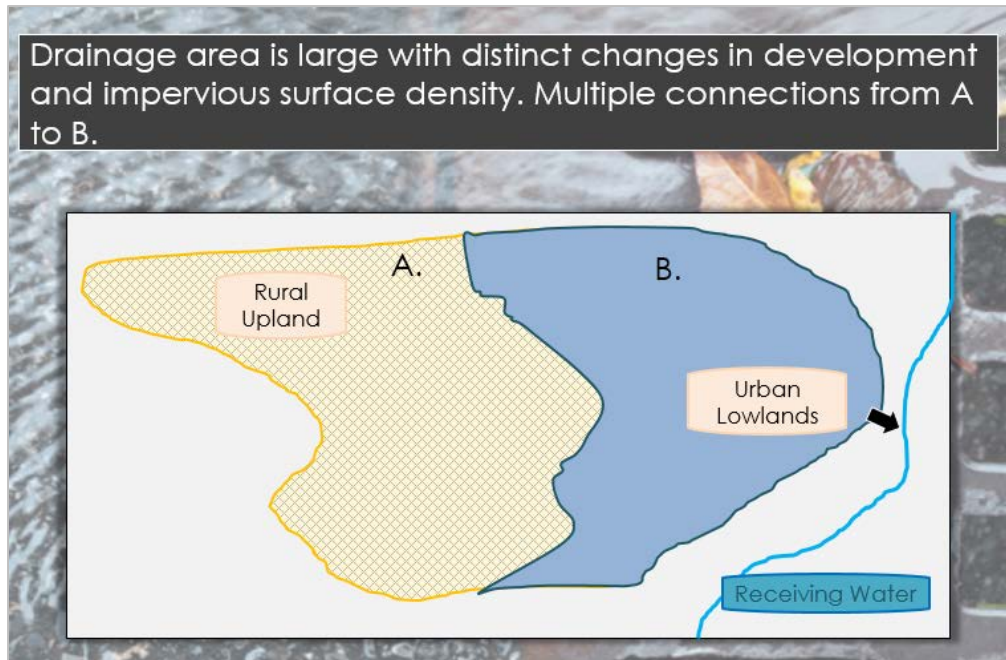 Drainage area is large with distinct changes in development
and impervious surface density. Multiple connections from A
to B.
A.
B.
Rural
Upland
Urban
Lowlands
Receiving Water